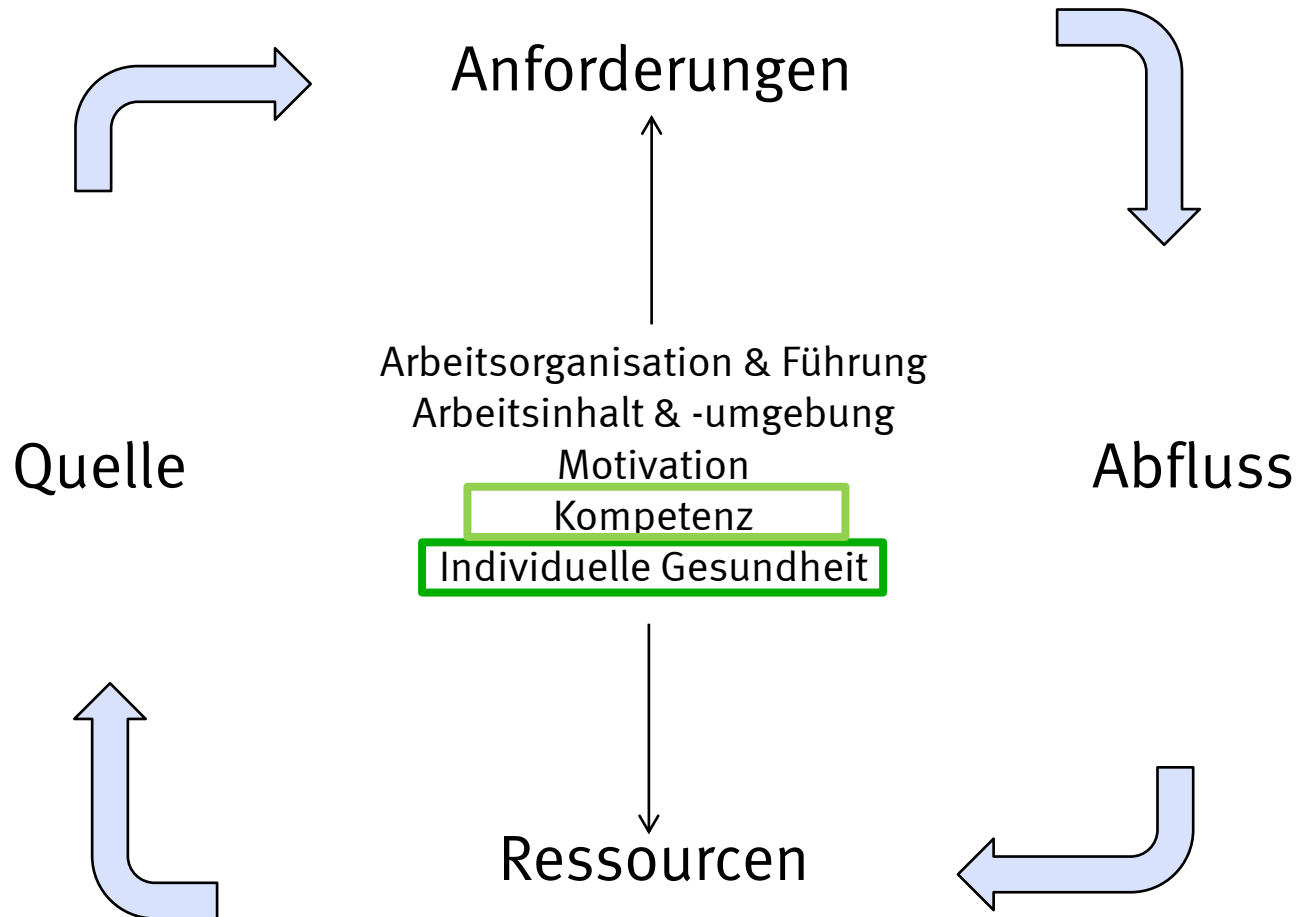 Anforderungen
Arbeitsorganisation & Führung
Arbeitsinhalt & -umgebung
Quelle
Motivation
Abfluss
Kompetenz
Individuelle Gesundheit
Ressourcen